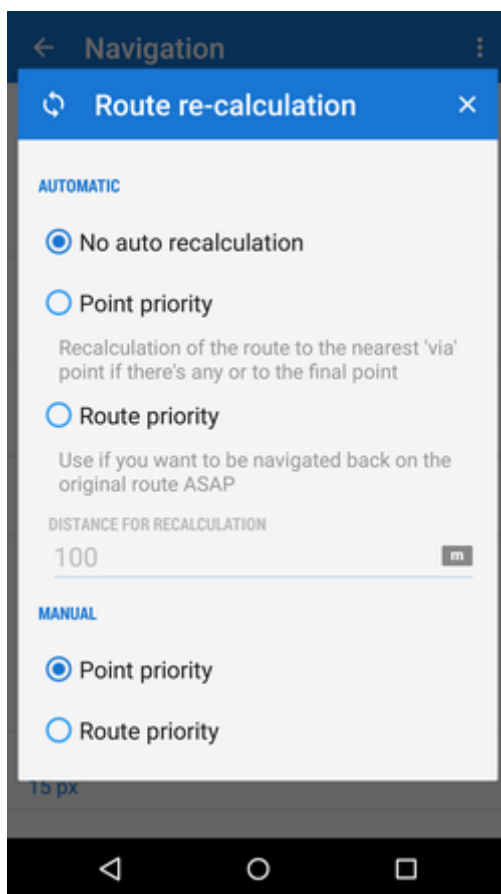 Navigation
Route re-calculation
AUTOMATIC
No auto recalculation
Point priority
Recalculation of the route to the nearest 'via'
point if there's any or to the final point
Route priority
Use if you want to be navigated back on the
original route ASAP
DISTANCE FOR RECALCULATION
100 m
MANUAL
Point priority
Route priority
15 px